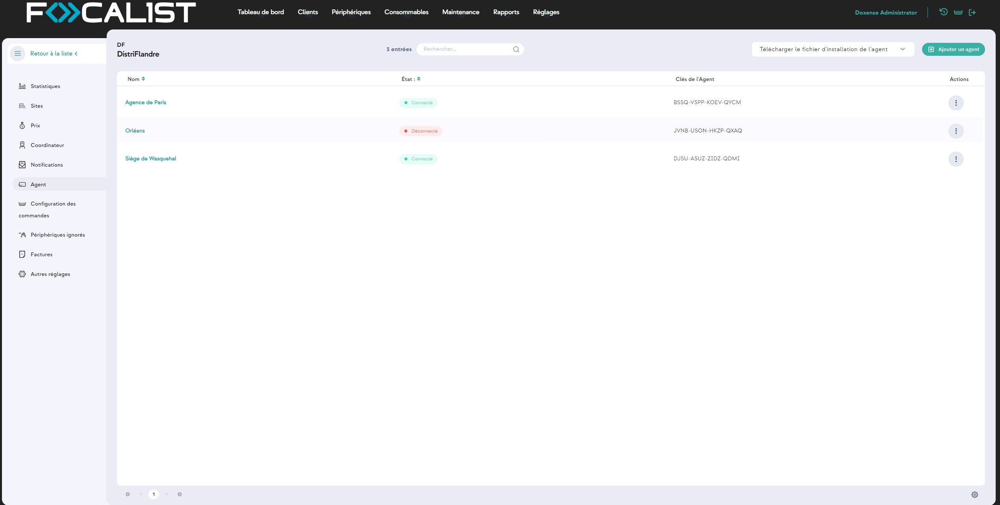 FOCALIST
Tableau de bord Clients Périphériques Consommables Maintenance Rapports Réglages
Doxense Administrator
Retour à la liste
DF
DistriFlandre
3 entrées
Rechercher...
Télécharger le fichier d'installation de l'agent
Ajouter un agent
Statistiques
Sites
Prix
Coordinateur
Notifications
Agent
Configuration des
commandes
Périphériques ignorés
Factures
Autres réglages
Nom État : Clés de l'Agent Actions
Agence de Paris Connecté BSSQ-VSPP-KOEV-QYCM
Orléans Déconnecté JVNB-USON-HKZP-QXAQ
Siège de Wasquehal Connecté DJSU-ASUZ-ZIDZ-QDMI
1